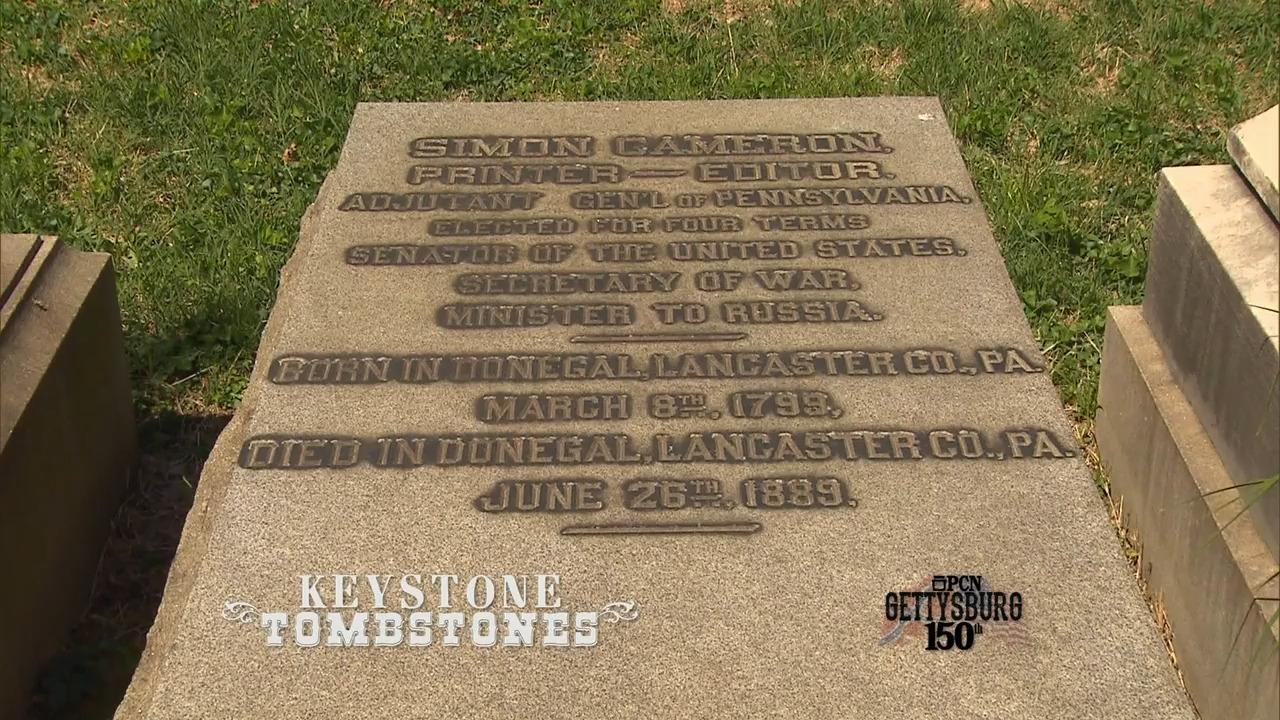 SIMON CAMERON.
PRINTER — EDITOR.
ADJUTANT GEN'L OF PENNSYLVANIA.
ELECTED FOR FOUR TERMS
SENATOR OF THE UNITED STATES.
SECRETARY OF WAR.
MINISTER TO RUSSIA.
BORN IN DONEGAL, LANCASTER CO., PA.
MARCH 8TH, 1799.
DIED IN DONEGAL, LANCASTER CO., PA.
JUNE 26TH, 1889.
KEYSTONE
TOMBSTONES
PCN
GETTYSBURG
150th